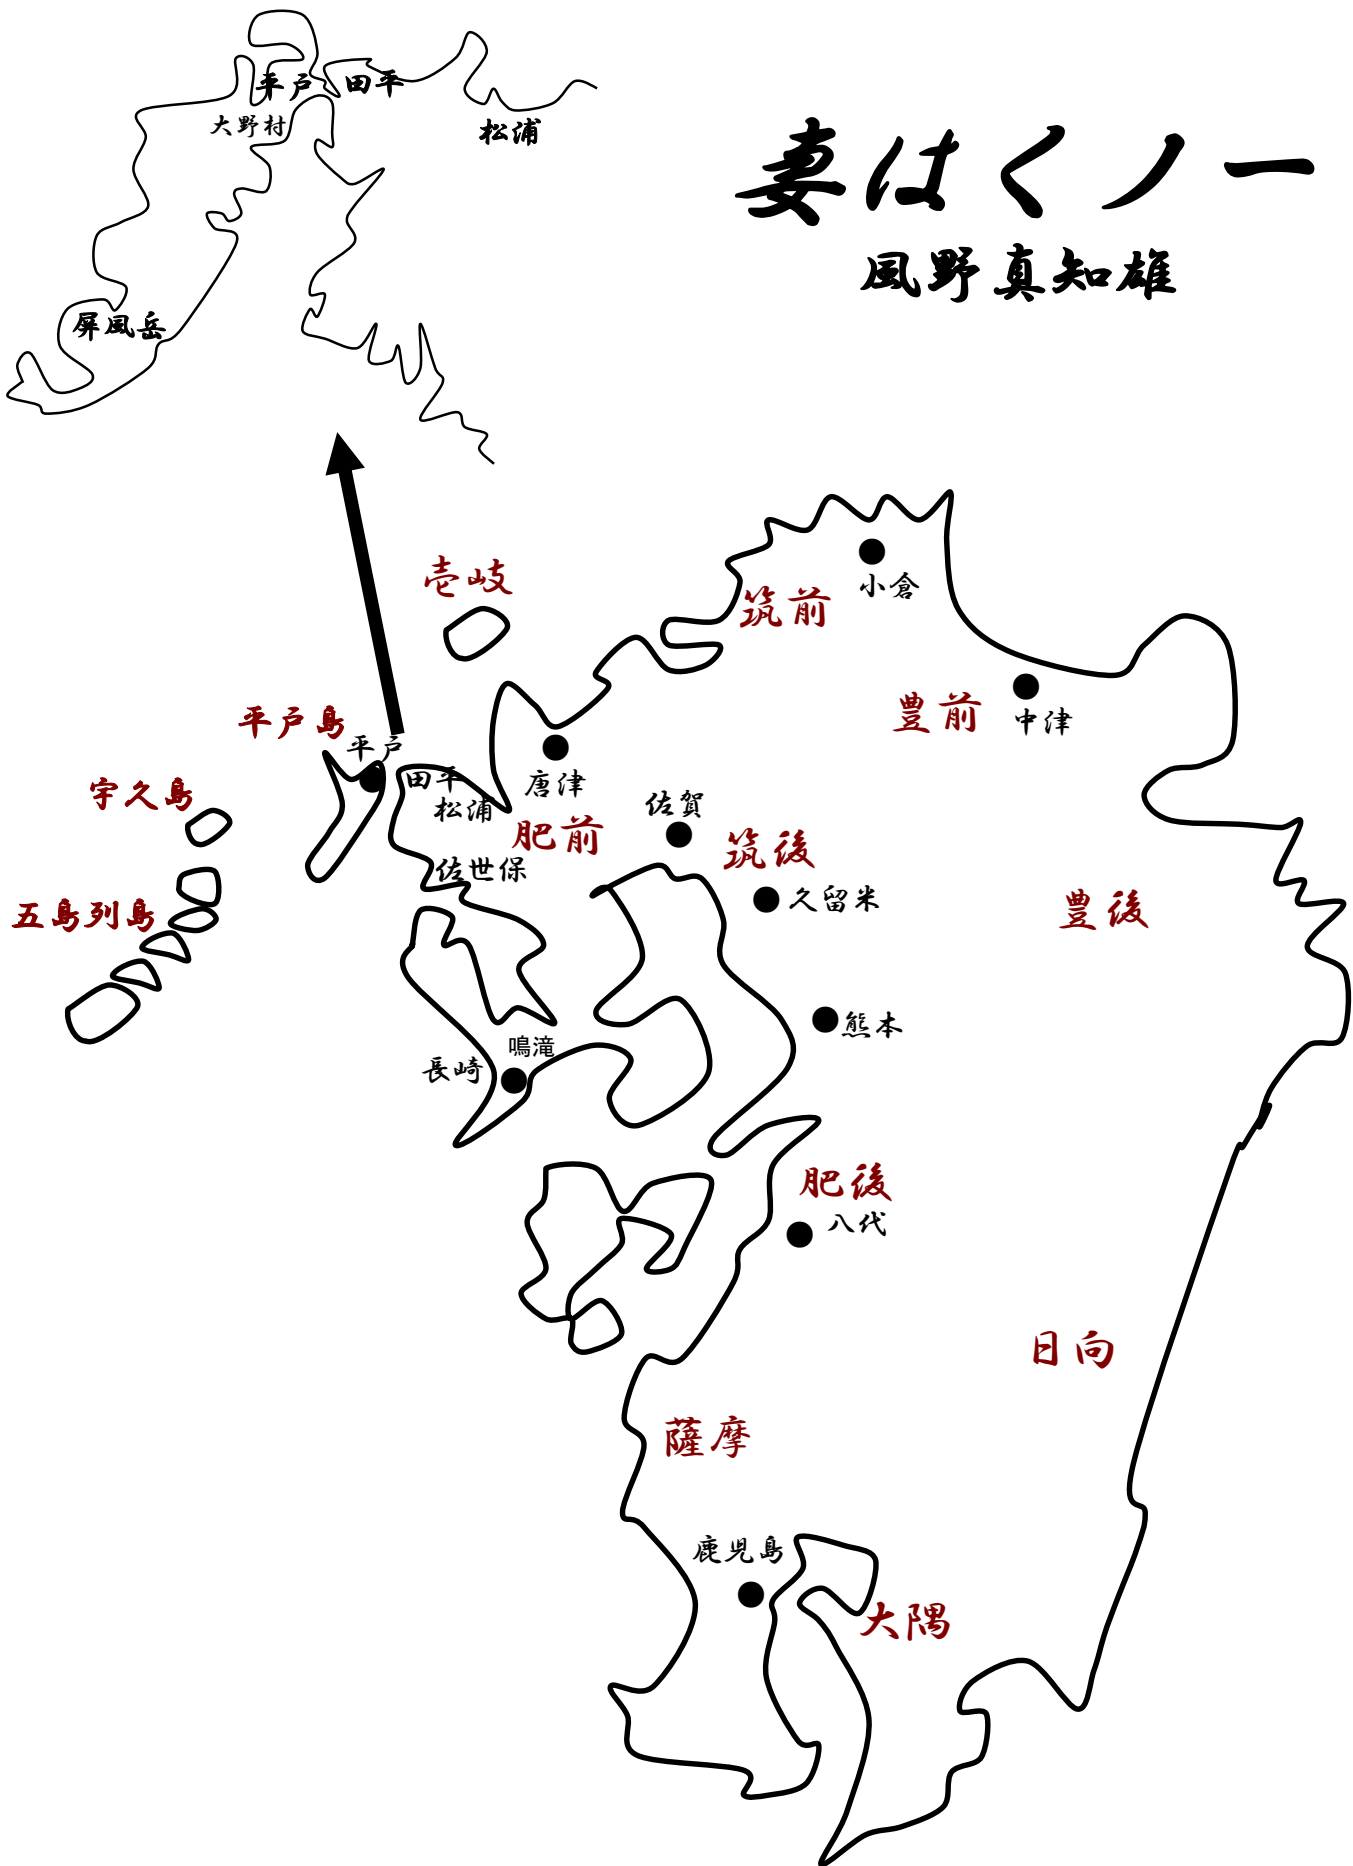 平戸
田平
大野村
松浦
妻はくノ一
風野真知雄
屏風岳
壱岐
筑前
小倉
平戸島
平戸
豊前
中津
宇久島
田平
松浦
唐津
佐賀
肥前
筑後
佐世保
久留米
五島列島
豊後
熊本
鳴滝
長崎
肥後
八代
日向
薩摩
鹿児島
大隅